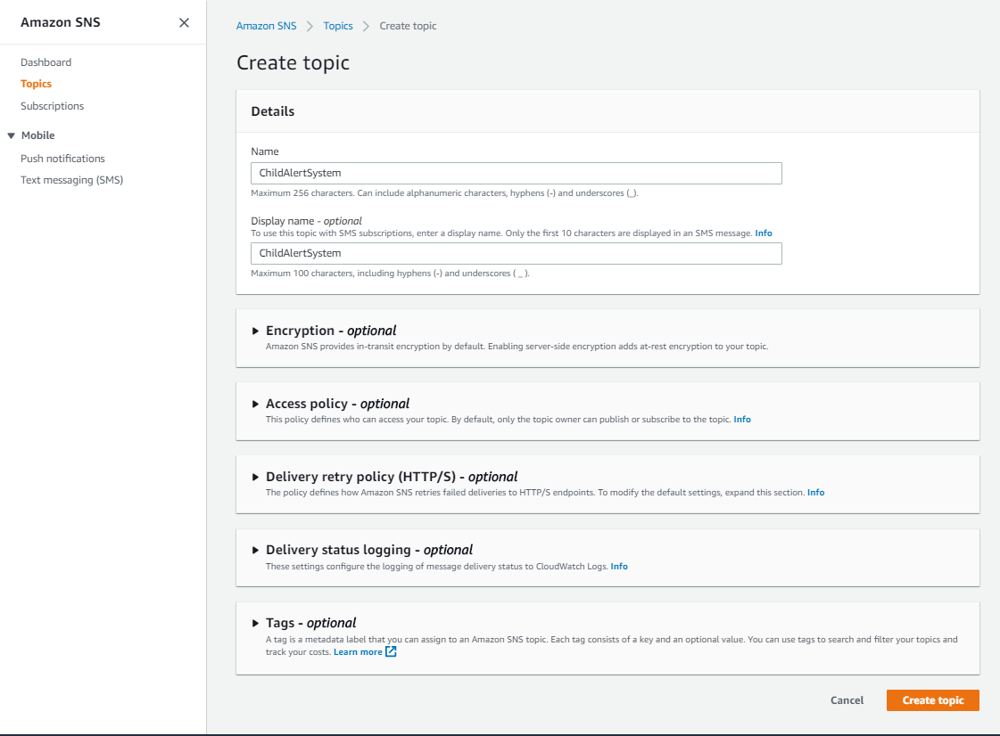 Amazon SNS
Dashboard
Topics
Subscriptions
Mobile
Push notifications
Text messaging (SMS)
Amazon SNS > Topics > Create topic
Create topic
Details
Name
ChildAlertSystem
Maximum 256 characters. Can include alphanumeric characters, hyphens (-) and underscores (_).
Display name - optional
To use this topic with SMS subscriptions, enter a display name. Only the first 10 characters are displayed in an SMS message. Info
ChildAlertSystem
Maximum 100 characters, including hyphens (-) and underscores ( _ ).
Encryption - optional
Amazon SNS provides in-transit encryption by default. Enabling server-side encryption adds at-rest encryption to your topic.
Access policy - optional
This policy defines who can access your topic. By default, only the topic owner can publish or subscribe to the topic. Info
Delivery retry policy (HTTP/S) - optional
The policy defines how Amazon SNS retries failed deliveries to HTTP/S endpoints. To modify the default settings, expand this section. Info
Delivery status logging - optional
These settings configure the logging of message delivery status to CloudWatch Logs. Info
Tags - optional
A tag is a metadata label that you can assign to an Amazon SNS topic. Each tag consists of a key and an optional value. You can use tags to search and filter your topics and
track your costs. Learn more
Cancel
Create topic